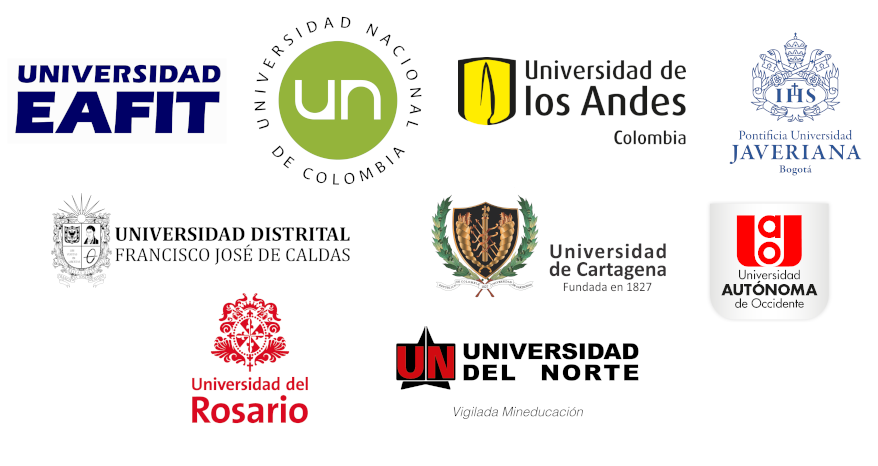 UNIVERSIDAD
EAFIT
UNIVERSIDAD NACIONAL
DE COLOMBIA
un
Universidad de
los Andes
Colombia
IHS
Pontificia Universidad
JAVERIANA
Bogotá
UNIVERSIDAD DISTRITAL
FRANCISCO JOSÉ DE CALDAS
Universidad
de Cartagena
Fundada en 1827
uao
Universidad
AUTÓNOMA
de Occidente
Universidad del
Rosario
UN
UNIVERSIDAD
DEL NORTE
Vigilada Mineducación